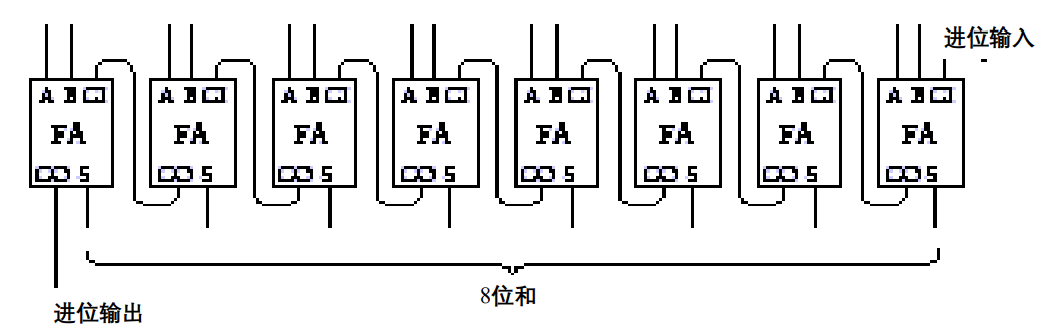 进位输入
A B CI A B CI A B CI A B CI A B CI A B CI A B CI A B CI
FA FA FA FA FA FA FA FA
CO S CO S CO S CO S CO S CO S CO S CO S
8位和
进位输出